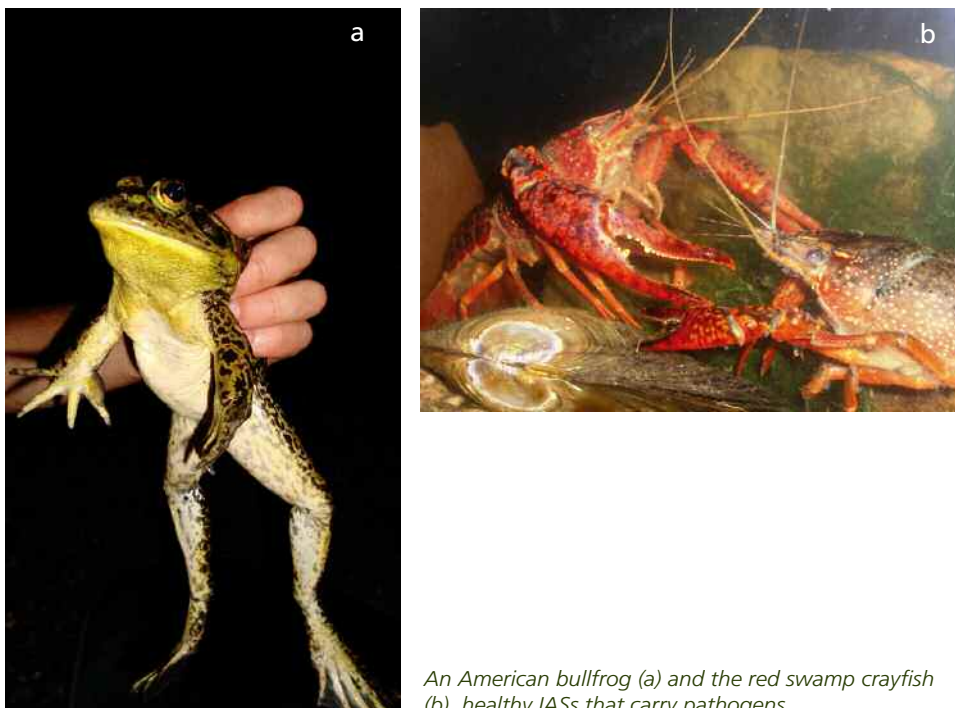 a
b
An American bullfrog (a) and the red swamp crayfish
(b), healthy IASs that carry pathogens